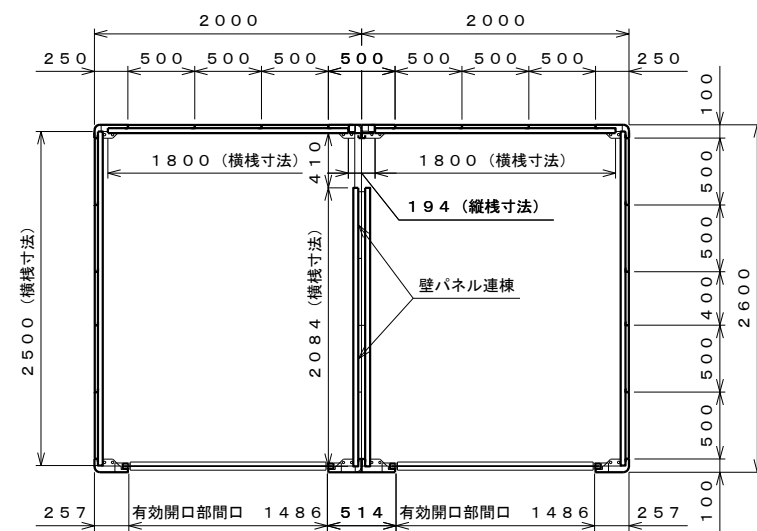 ２０００ ２０００
２５０ ５００ ５００ ５００ ５００ ５００ ５００ ５００ ２５０
１００
１８００（横桟寸法） ４１０ １８００（横桟寸法）
５００
１９４（縦桟寸法）
２５００（横桟寸法）
２０８４（横桟寸法）
壁パネル連棟
５００
４００
２６００
５００
５００
１００
２５７ 有効開口部間口 １４８６ ５１４ 有効開口部間口 １４８６ ２５７